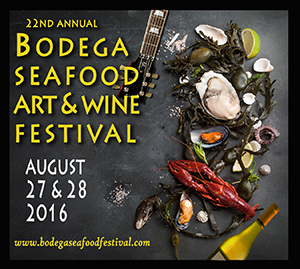 22ND ANNUAL
BODEGA
SEAFOOD
ART & WINE
FESTIVAL
AUGUST
27 & 28
2016
www.bodegaseafoodfestival.com